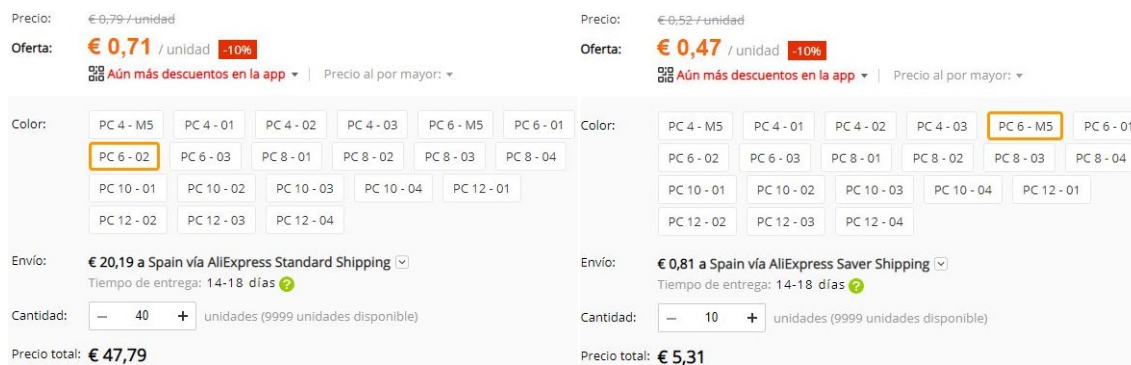 Precio: € 0,79 / unidad
Oferta: € 0,71 / unidad -10%
Aún más descuentos en la app | Precio al por mayor:
Color: PC 4 - M5 PC 4 - 01 PC 4 - 02 PC 4 - 03 PC 6 - M5 PC 6 - 01
PC 6 - 02 PC 6 - 03 PC 8 - 01 PC 8 - 02 PC 8 - 03 PC 8 - 04
PC 10 - 01 PC 10 - 02 PC 10 - 03 PC 10 - 04 PC 12 - 01
PC 12 - 02 PC 12 - 03 PC 12 - 04
Envío: € 20,19 a Spain vía AliExpress Standard Shipping
Tiempo de entrega: 14-18 días ?
Cantidad: – 40 + unidades (9999 unidades disponible)
Precio total: € 47,79
Precio: € 0,52 / unidad
Oferta: € 0,47 / unidad -10%
Aún más descuentos en la app | Precio al por mayor:
Color: PC 4 - M5 PC 4 - 01 PC 4 - 02 PC 4 - 03 PC 6 - M5 PC 6 - 01
PC 6 - 02 PC 6 - 03 PC 8 - 01 PC 8 - 02 PC 8 - 03 PC 8 - 04
PC 10 - 01 PC 10 - 02 PC 10 - 03 PC 10 - 04 PC 12 - 01
PC 12 - 02 PC 12 - 03 PC 12 - 04
Envío: € 0,81 a Spain vía AliExpress Saver Shipping
Tiempo de entrega: 14-18 días ?
Cantidad: – 10 + unidades (9999 unidades disponible)
Precio total: € 5,31